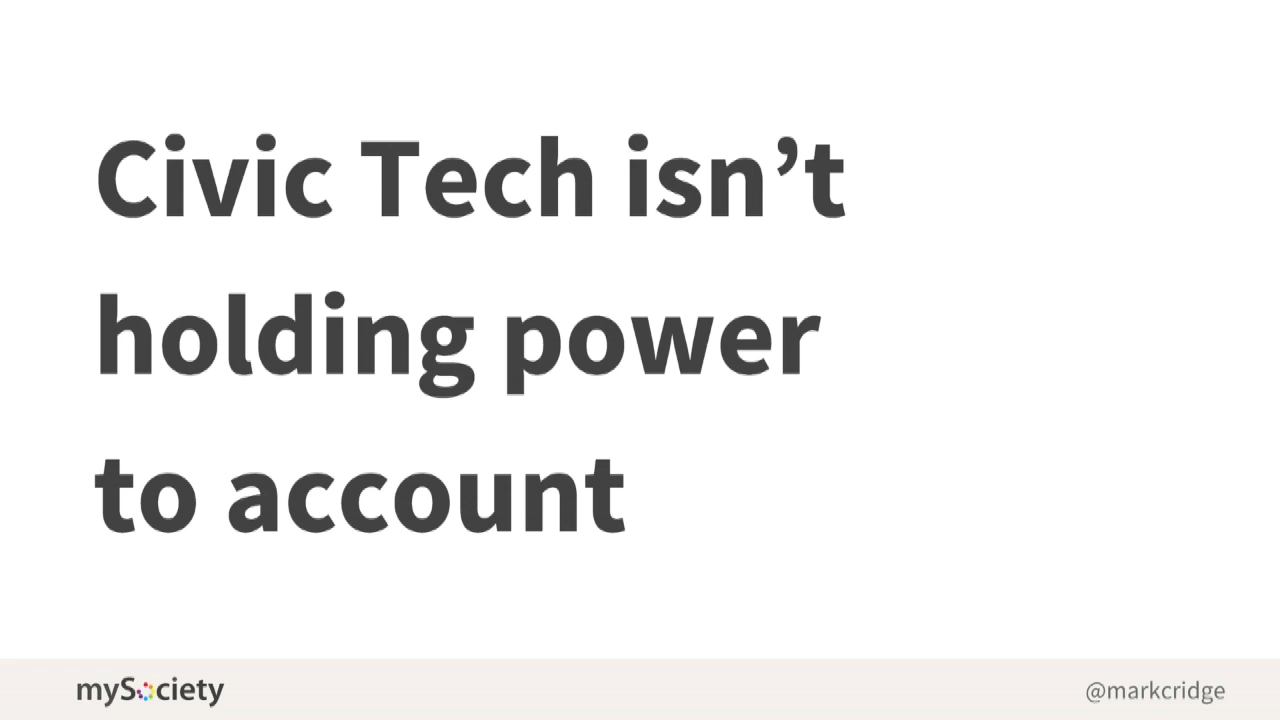 Civic Tech isn’t
holding power
to account
mySociety
@markcridge